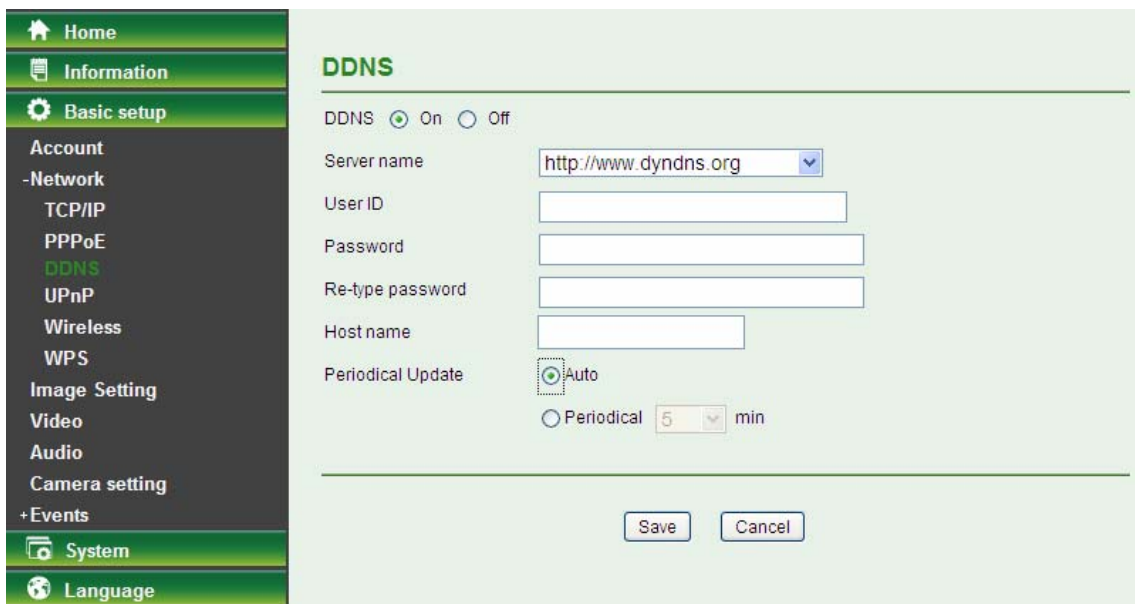 Home
Information
Basic setup
Account
-Network
TCP/IP
PPPoE
DDNS
UPnP
Wireless
WPS
Image Setting
Video
Audio
Camera setting
+Events
System
Language
DDNS
DDNS On Off
Server name http://www.dyndns.org
User ID
Password
Re-type password
Host name
Periodical Update Auto
Periodical 5 min
Save Cancel